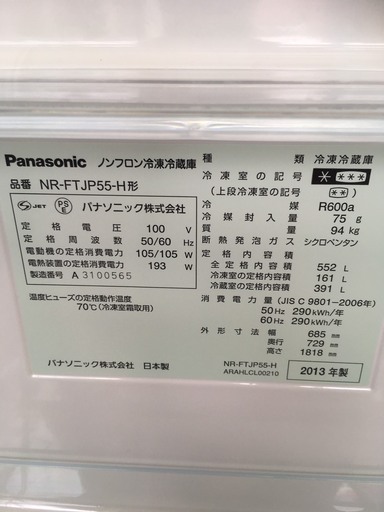 Panasonic ノンフロン冷凍冷蔵庫
品番 NR-FTJP55-H形
S JET PS E パナソニック株式会社
定格電圧 100 V
定格周波数 50/60 Hz
電動機の定格消費電力 105/105 W
電熱装置の定格消費電力 193 W
製造番号 A 3100565
温度ヒューズの定格動作温度
70℃(冷凍室霜取用)
パナソニック株式会社 日本製
種類 冷凍冷蔵庫
冷凍室の記号 ****
(上段冷凍室の記号 ** )
冷媒 R600a
冷媒封入量 75 g
質量 94 kg
断熱発泡ガス シクロペンタン
定格内容積
全定格内容積 552 L
冷凍室の定格内容積 161 L
冷蔵室の定格内容積 391 L
消費電力量(JIS C 9801-2006年)
50Hz 290 kWh/年
60Hz 290 kWh/年
外形寸法 幅 685 mm
奥行 729 mm
高さ 1818 mm
NR-FTJP55-H
ARAHLCL00210
2013 年製